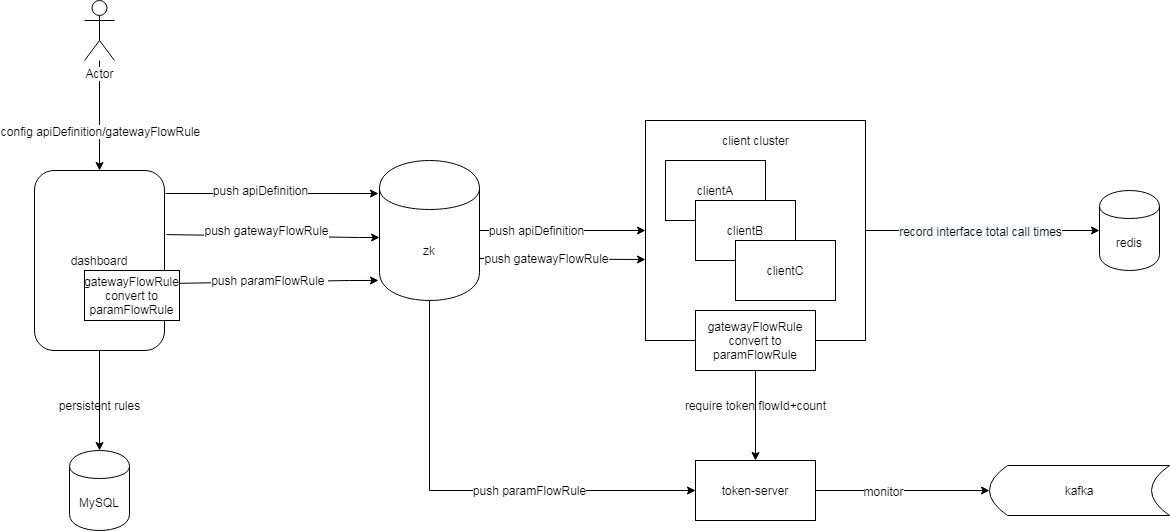 Actor
config apiDefinition/gatewayFlowRule
dashboard
gatewayFlowRule
convert to
paramFlowRule
persistent rules
MySQL
push apiDefinition
push gatewayFlowRule
push paramFlowRule
zk
push apiDefinition
push gatewayFlowRule
client cluster
clientA
clientB
clientC
gatewayFlowRule
convert to
paramFlowRule
record interface total call times
redis
require token flowId+count
push paramFlowRule
token-server
monitor
kafka